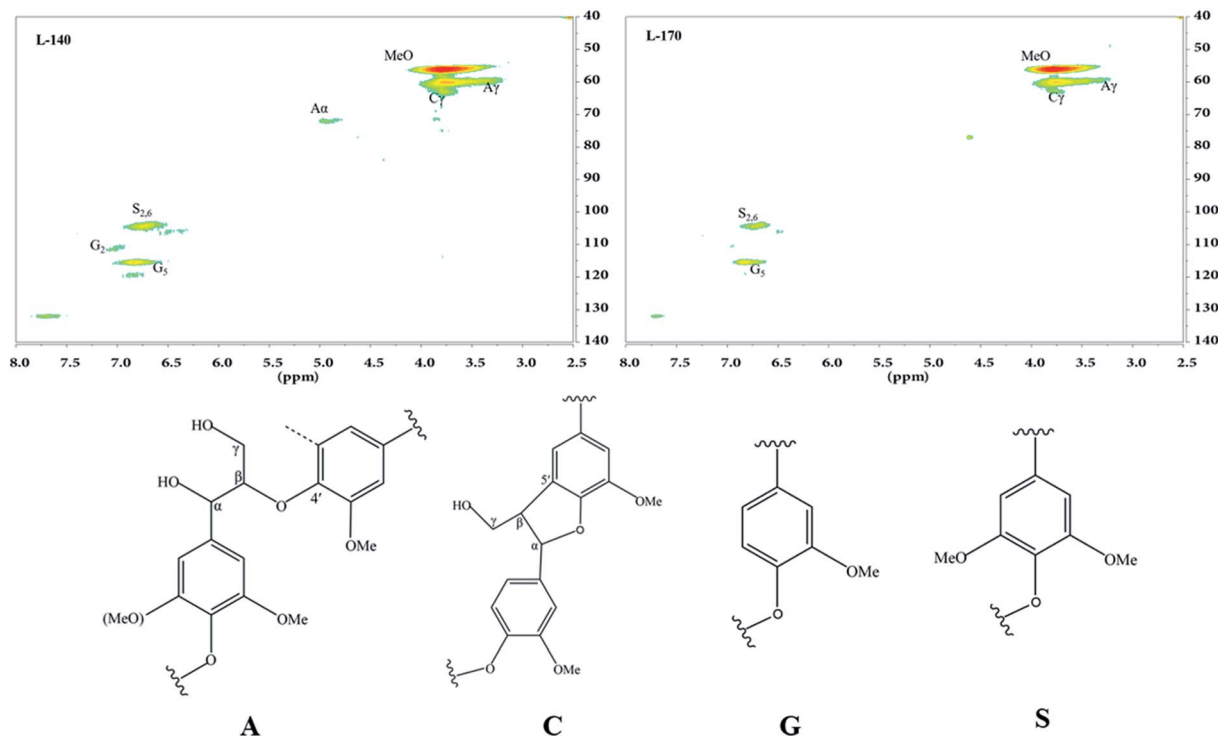 L-140
MeO
Aγ
Cγ
Aα
S2,6
G2
G5
40
50
60
70
80
90
100
110
120
130
140
8.0 7.5 7.0 6.5 6.0 5.5 5.0 4.5 4.0 3.5 3.0 2.5
(ppm)
L-170
MeO
Aγ
Cγ
S2,6
G5
40
50
60
70
80
90
100
110
120
130
140
8.0 7.5 7.0 6.5 6.0 5.5 5.0 4.5 4.0 3.5 3.0 2.5
(ppm)
HO
γ
β
HO
α
O
4'
OMe
(MeO)
OMe
O
A
5'
HO
γ
β
OMe
O
α
O
OMe
C
OMe
O
G
MeO
OMe
O
S